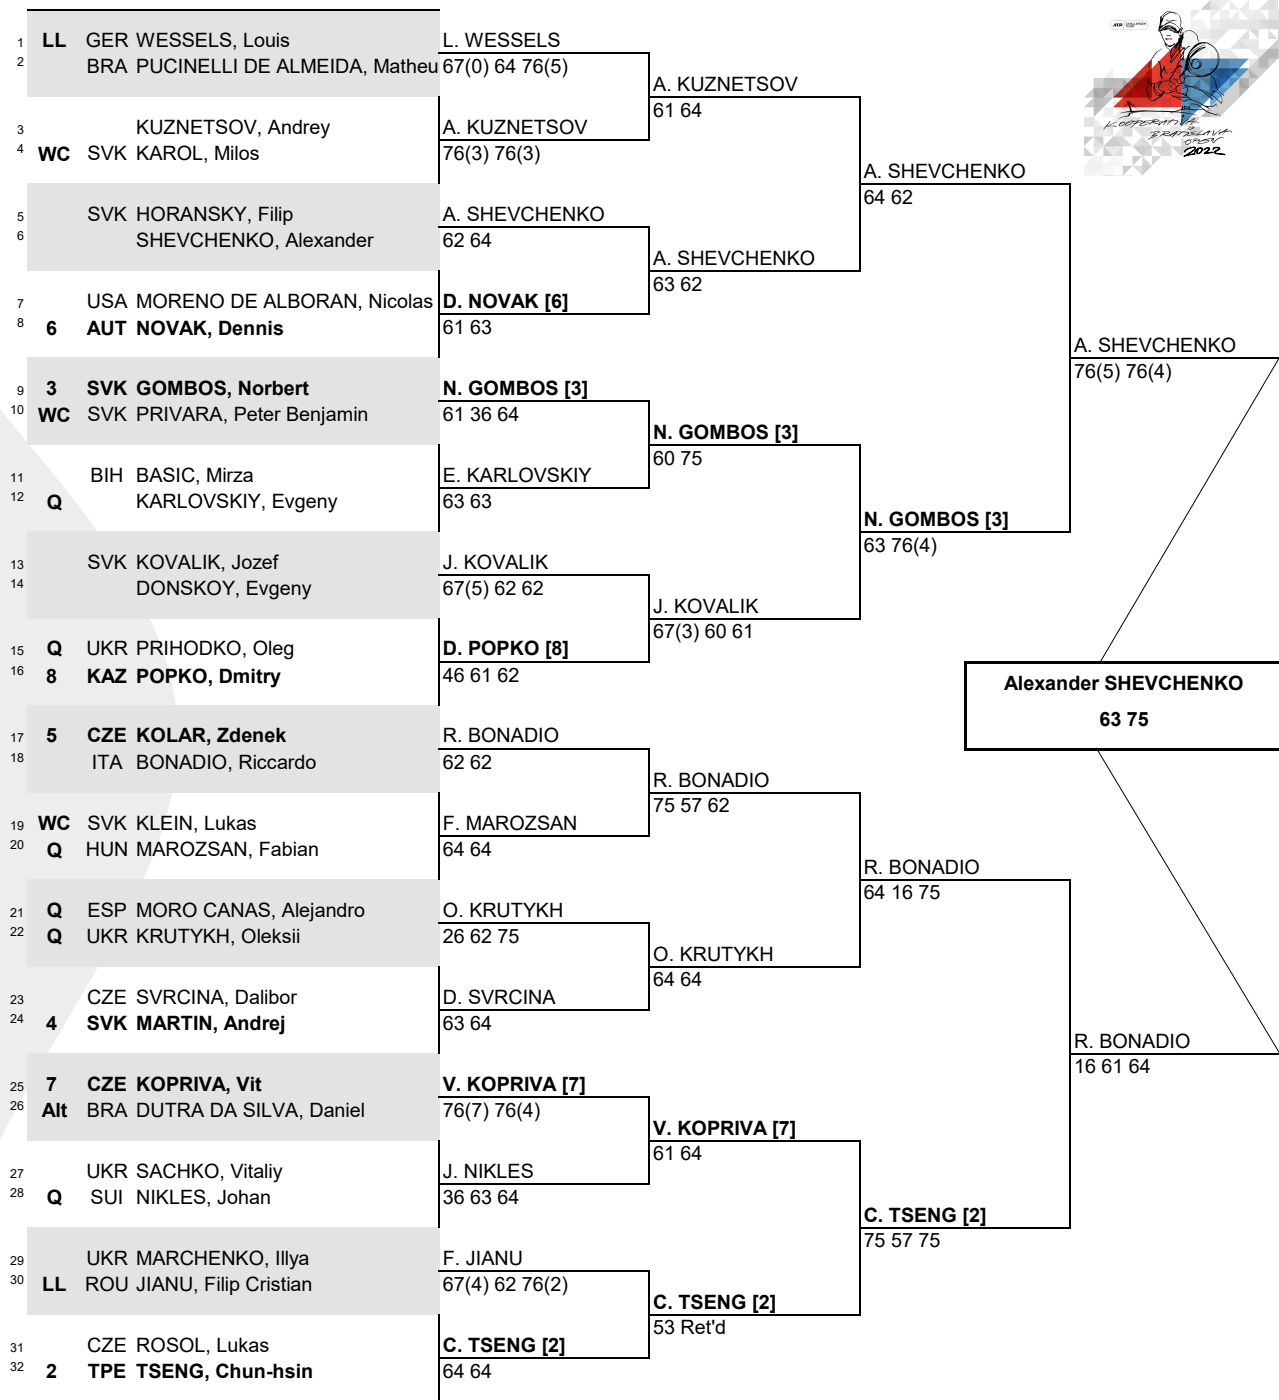 1 LL GER WESSELS, Louis
2 BRA PUCINELLI DE ALMEIDA, Matheu
3 KUZNETSOV, Andrey
4 WC SVK KAROL, Milos
5 SVK HORANSKY, Filip
6 SHEVCHENKO, Alexander
7 USA MORENO DE ALBORAN, Nicolas
8 6 AUT NOVAK, Dennis
9 3 SVK GOMBOS, Norbert
10 WC SVK PRIVARA, Peter Benjamin
11 BIH BASIC, Mirza
12 Q KARLOVSKIY, Evgeny
13 SVK KOVALIK, Jozef
14 DONSKOY, Evgeny
15 Q UKR PRIHODKO, Oleg
16 8 KAZ POPKO, Dmitry
17 5 CZE KOLAR, Zdenek
18 ITA BONADIO, Riccardo
19 WC SVK KLEIN, Lukas
20 Q HUN MAROZSAN, Fabian
21 Q ESP MORO CANAS, Alejandro
22 Q UKR KRUTYKH, Oleksii
23 CZE SVRCINA, Dalibor
24 4 SVK MARTIN, Andrej
25 7 CZE KOPRIVA, Vit
26 Alt BRA DUTRA DA SILVA, Daniel
27 UKR SACHKO, Vitaliy
28 Q SUI NIKLES, Johan
29 UKR MARCHENKO, Illya
30 LL ROU JIANU, Filip Cristian
31 CZE ROSOL, Lukas
32 2 TPE TSENG, Chun-hsin
L. WESSELS
67(0) 64 76(5)
A. KUZNETSOV
76(3) 76(3)
A. SHEVCHENKO
62 64
D. NOVAK [6]
61 63
N. GOMBOS [3]
61 36 64
E. KARLOVSKIY
63 63
J. KOVALIK
67(5) 62 62
D. POPKO [8]
46 61 62
R. BONADIO
62 62
F. MAROZSAN
64 64
O. KRUTYKH
26 62 75
D. SVRCINA
63 64
V. KOPRIVA [7]
76(7) 76(4)
J. NIKLES
36 63 64
F. JIANU
67(4) 62 76(2)
C. TSENG [2]
64 64
A. KUZNETSOV
61 64
A. SHEVCHENKO
63 62
N. GOMBOS [3]
60 75
J. KOVALIK
67(3) 60 61
R. BONADIO
75 57 62
O. KRUTYKH
64 64
V. KOPRIVA [7]
61 64
C. TSENG [2]
53 Ret'd
A. SHEVCHENKO
64 62
N. GOMBOS [3]
63 76(4)
R. BONADIO
64 16 75
C. TSENG [2]
75 57 75
A. SHEVCHENKO
76(5) 76(4)
R. BONADIO
16 61 64
Alexander SHEVCHENKO
63 75
ATP CHALLENGER TOUR
KOOPERATIVA
BRATISLAVA
OPEN
2022